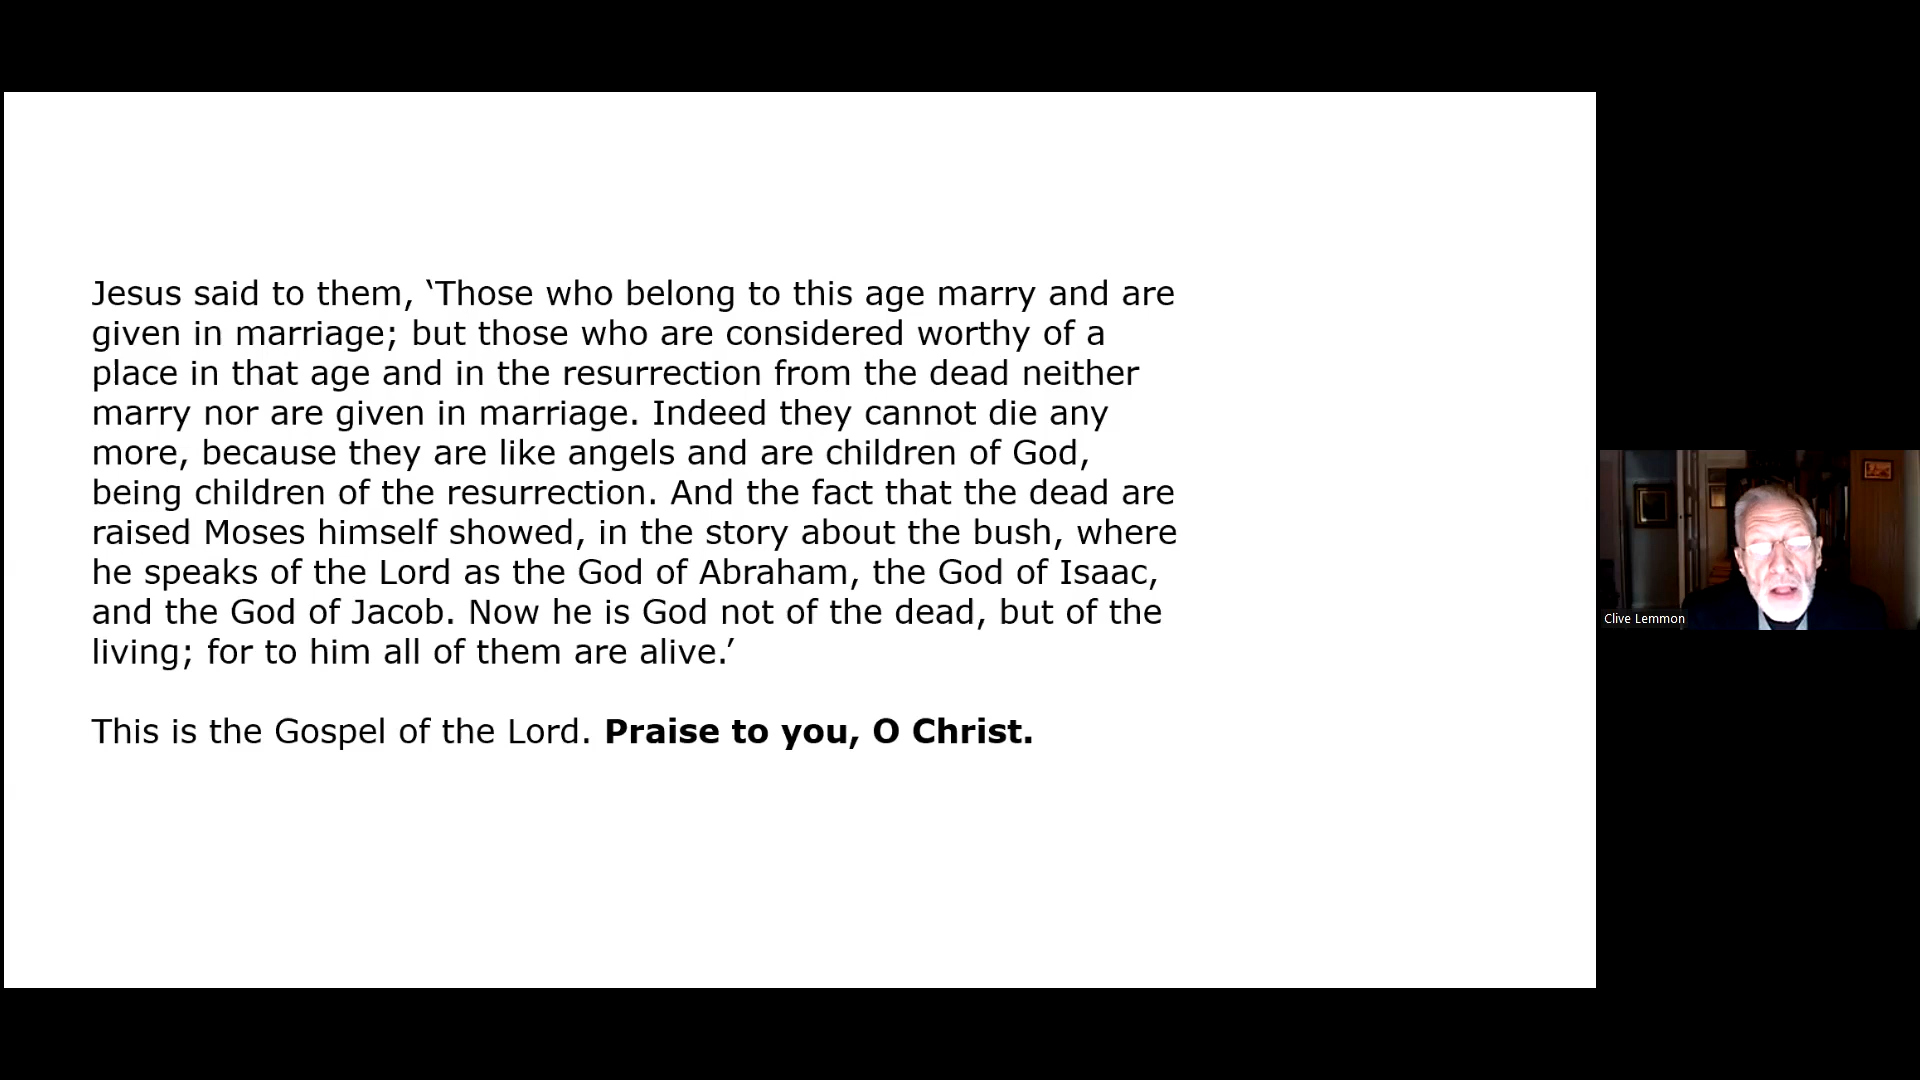 Jesus said to them, ‘Those who belong to this age marry and are
given in marriage; but those who are considered worthy of a
place in that age and in the resurrection from the dead neither
marry nor are given in marriage. Indeed they cannot die any
more, because they are like angels and are children of God,
being children of the resurrection. And the fact that the dead are
raised Moses himself showed, in the story about the bush, where
he speaks of the Lord as the God of Abraham, the God of Isaac,
and the God of Jacob. Now he is God not of the dead, but of the
living; for to him all of them are alive.’
This is the Gospel of the Lord. Praise to you, O Christ.
Clive Lemmon